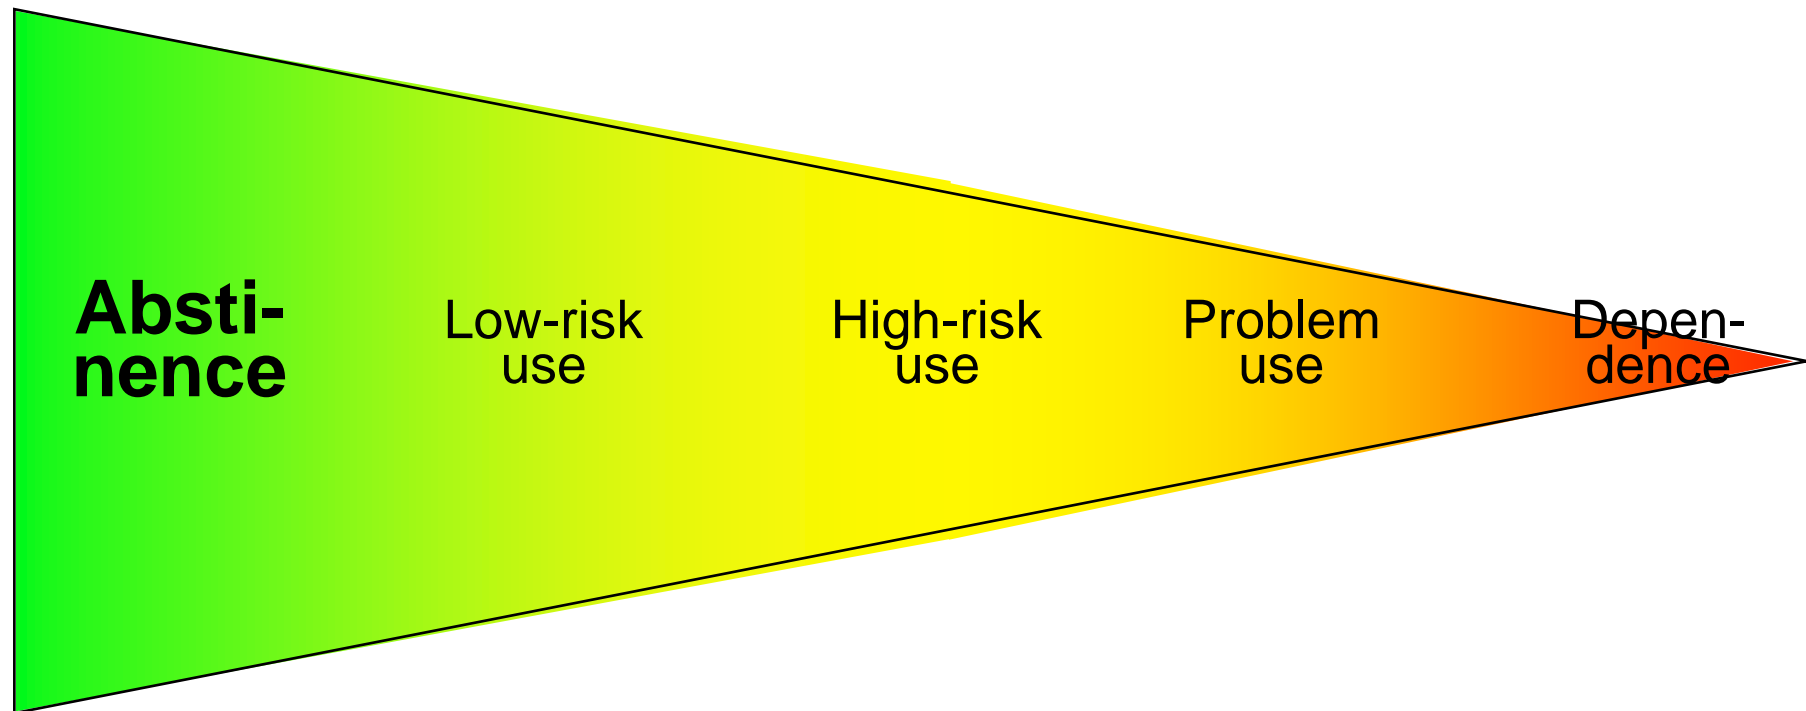 Absti-
nence
Low-risk
use
High-risk
use
Problem
use
Depen-
dence